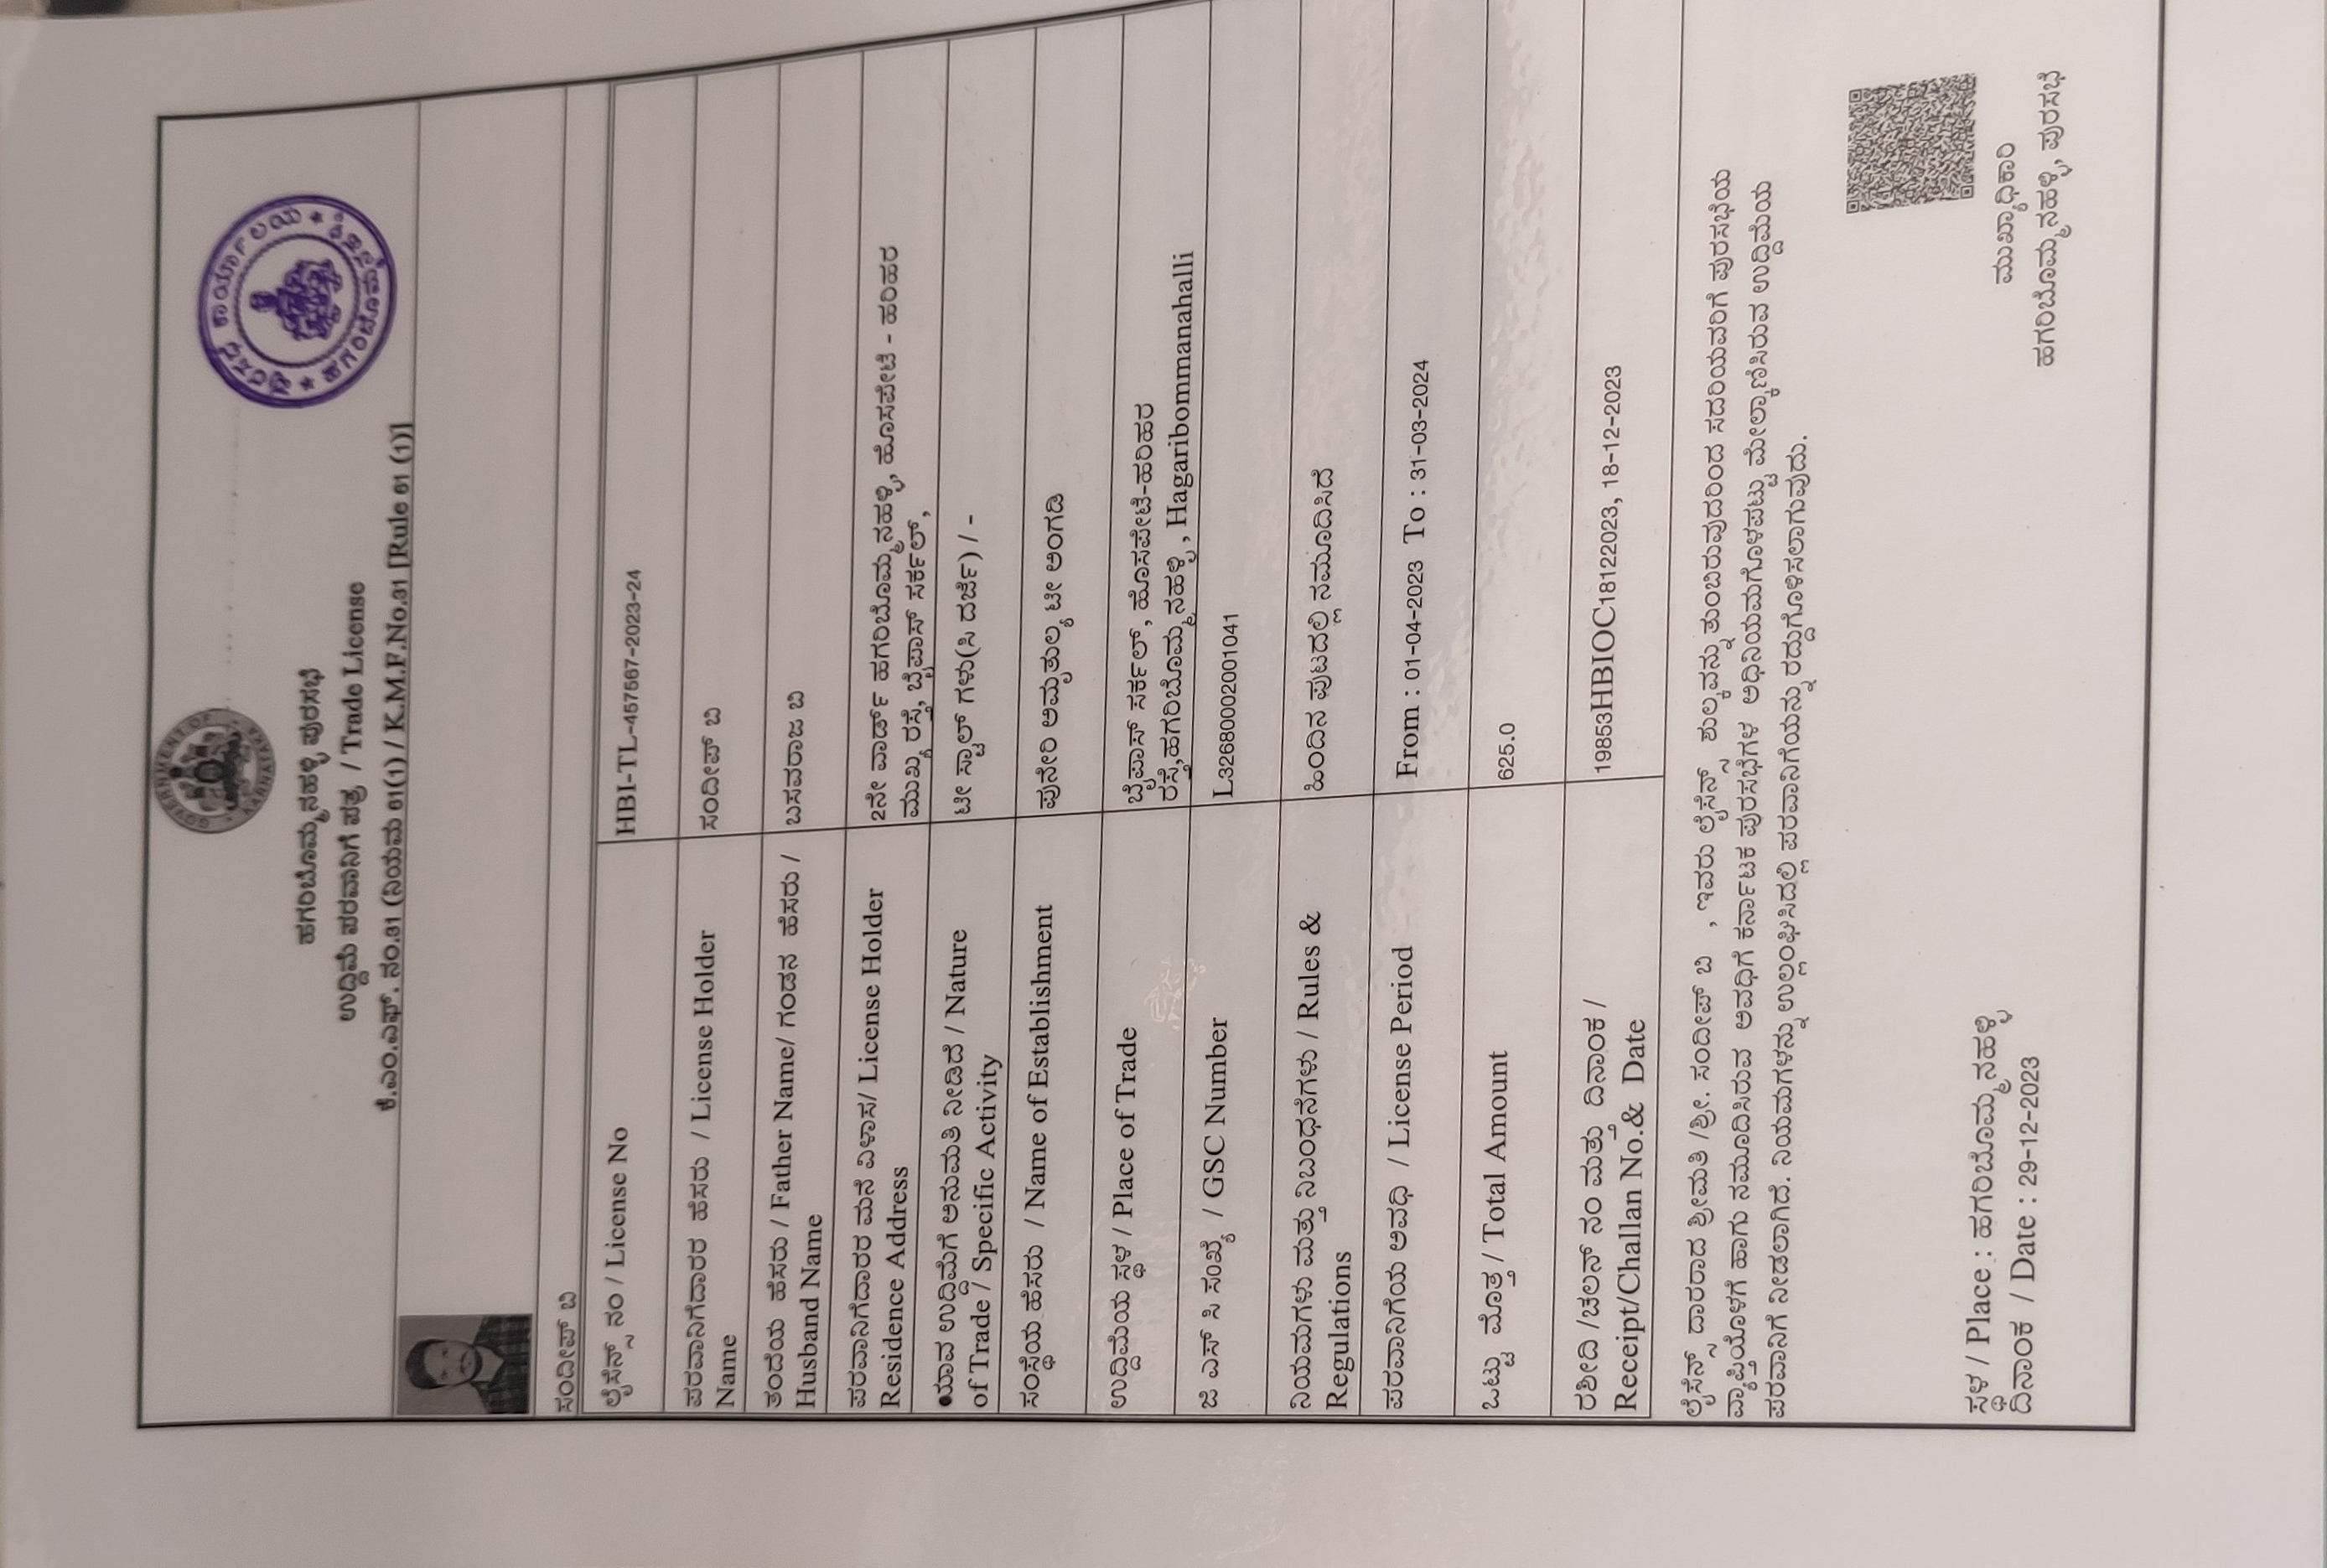 GOVERNMENT OF KARNATAKA
ಪುರಸಭೆ ಕಾರ್ಯಾಲಯ ★ ಹಗರಿಬೊಮ್ಮನಹಳ್ಳಿ ★
ಹಗರಿಬೊಮ್ಮನಹಳ್ಳಿ ಪುರಸಭೆ
ಉದ್ದಿಮೆ ಪರವಾನಿಗೆ ಪತ್ರ / Trade License
ಕೆ.ಎಂ.ಎಫ್. ನಂ.31 (ನಿಯಮ 61(1) / K.M.F.No.31 [Rule 61 (1)]
ಸಂದೀಪ್ ಬಿ
ಲೈಸೆನ್ಸ್ ನಂ / License No
HBI-TL-457567-2023-24
ಪರವಾನಿಗೆದಾರರ ಹೆಸರು / License Holder
Name
ಸಂದೀಪ್ ಬಿ
ತಂದೆಯ ಹೆಸರು / Father Name/ ಗಂಡನ ಹೆಸರು /
Husband Name
ಬಸವರಾಜ ಬಿ
ಪರವಾನಿಗೆದಾರರ ಮನೆ ವಿಳಾಸ/ License Holder
Residence Address
2ನೇ ವಾರ್ಡ್ ಹಗರಿಬೊಮ್ಮನಹಳ್ಳಿ, ಹೊಸಪೇಟೆ - ಹರಿಹರ
ಮುಖ್ಯ ರಸ್ತೆ, ಬೈಪಾಸ್ ಸರ್ಕಲ್,
ಯಾವ ಉದ್ದಿಮೆಗೆ ಅನುಮತಿ ನೀಡಿದೆ / Nature
of Trade / Specific Activity
ಟೀ ಸ್ಟಾಲ್ ಗಳು(ಸಿ ದರ್ಜೆ) / -
ಸಂಸ್ಥೆಯ ಹೆಸರು / Name of Establishment
ಪುನೇರಿ ಅಮೃತುಲ್ಯ ಟೀ ಅಂಗಡಿ
ಉದ್ದಿಮೆಯ ಸ್ಥಳ / Place of Trade
ಬೈಪಾಸ್ ಸರ್ಕಲ್, ಹೊಸಪೇಟೆ-ಹರಿಹರ
ರಸ್ತೆ,ಹಗರಿಬೊಮ್ಮನಹಳ್ಳಿ , Hagaribommanahalli
ಜಿ ಎಸ್ ಸಿ ಸಂಖ್ಯೆ / GSC Number
L32680002001041
ನಿಯಮಗಳು ಮತ್ತು ನಿಬಂಧನೆಗಳು / Rules &
Regulations
ಹಿಂದಿನ ಪುಟದಲ್ಲಿ ನಮೂದಿಸಿದೆ
ಪರವಾನಿಗೆಯ ಅವಧಿ / License Period
From : 01-04-2023 To : 31-03-2024
ಒಟ್ಟು ಮೊತ್ತ / Total Amount
625.0
ರಶೀದಿ /ಚಲನ್ ನಂ ಮತ್ತು ದಿನಾಂಕ /
Receipt/Challan No.& Date
19853HBIOC18122023, 18-12-2023
ಲೈಸೆನ್ಸ್ ದಾರರಾದ ಶ್ರೀಮತಿ /ಶ್ರೀ. ಸಂದೀಪ್ ಬಿ , ಇವರು ಲೈಸೆನ್ಸ್ ಶುಲ್ಕವನ್ನು ತುಂಬಿರುವುದರಿಂದ ಸದರಿಯವರಿಗೆ ಪುರಸಭೆಯ
ವ್ಯಾಪ್ತಿಯೊಳಗೆ ಹಾಗು ನಮೂದಿಸಿರುವ ಅವಧಿಗೆ ಕರ್ನಾಟಕ ಪುರಸಭೆಗಳ ಅಧಿನಿಯಮಗೊಳಪಟ್ಟು ಮೇಲ್ಕಾಣಿಸಿರುವ ಉದ್ದಿಮೆಯ
ಪರವಾನಿಗೆ ನೀಡಲಾಗಿದೆ. ನಿಯಮಗಳನ್ನು ಉಲ್ಲಂಘಿಸಿದಲ್ಲಿ ಪರವಾನಿಗೆಯನ್ನು ರದ್ದುಗೊಳಿಸಲಾಗುವುದು.
ಸ್ಥಳ / Place : ಹಗರಿಬೊಮ್ಮನಹಳ್ಳಿ
ದಿನಾಂಕ / Date : 29-12-2023
ಮುಖ್ಯಾಧಿಕಾರಿ
ಹಗರಿಬೊಮ್ಮನಹಳ್ಳಿ, ಪುರಸಭೆ